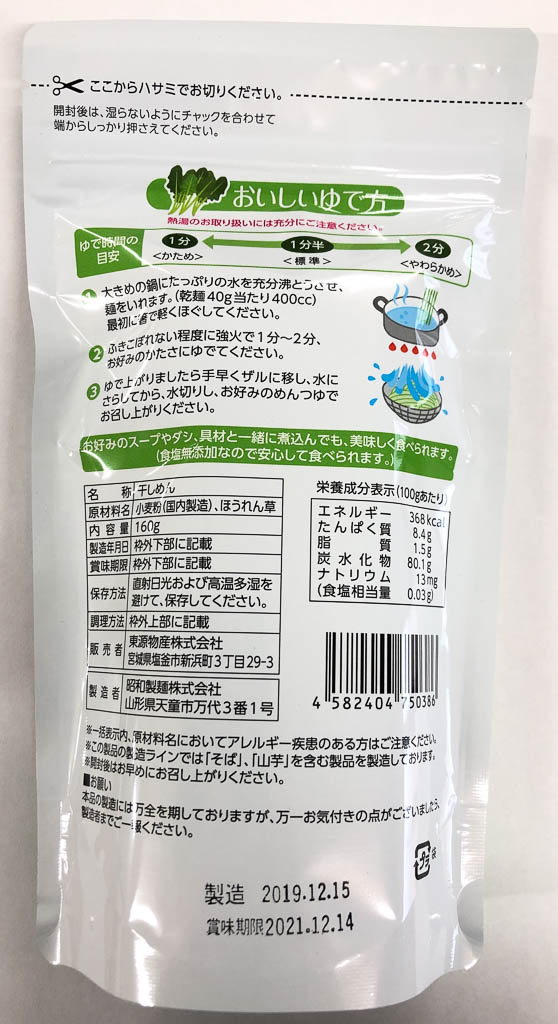 ここからハサミでお切りください。
開封後は、湿らないようにチャックを合わせて
端からしっかり押さえてください。
おいしいゆで方
熱湯のお取り扱いには充分にご注意ください。
ゆで時間の
目安
1分 1分半 2分
<かため> <標準> <やわらかめ>
1 大きめの鍋にたっぷりの水を充分沸とうさせ、
麺をいれます。(乾麺40g当たり400cc)
最初に箸で軽くほぐしてください。
2 ふきこぼれない程度に強火で1分~2分、
お好みのかたさにゆでてください。
3 ゆで上がりましたら手早くザルに移し、水に
さらしてから、水切りし、お好みのめんつゆで
お召し上がりください。
お好みのスープやダシ、具材と一緒に煮込んでも、美味しく食べられます。
(食塩無添加なので安心して食べられます。)
名称 干しめん
原材料名 小麦粉(国内製造)、ほうれん草
内容量 160g
製造年月日 枠外下部に記載
賞味期限 枠外下部に記載
保存方法 直射日光および高温多湿を
避けて、保存してください。
調理方法 枠外上部に記載
販売者 東源物産株式会社
宮城県塩釜市新浜町3丁目29-3
製造者 昭和製麺株式会社
山形県天童市万代3番1号
栄養成分表示(100gあたり)
エネルギー 368kcal
たんぱく質 8.4g
脂質 1.5g
炭水化物 80.1g
ナトリウム 13mg
(食塩相当量 0.03g)
4 582404 750386
※一括表示内、原材料名においてアレルギー疾患のある方はご注意ください。
※この製品の製造ラインでは「そば」、「山芋」を含む製品を製造しております。
※開封後はお早めにお召し上がりください。
■お願い
本品の製造には万全を期しておりますが、万一お気付きの点がございましたら、
製造者までご一報ください。
プラ 袋
製造 2019.12.15
賞味期限2021.12.14